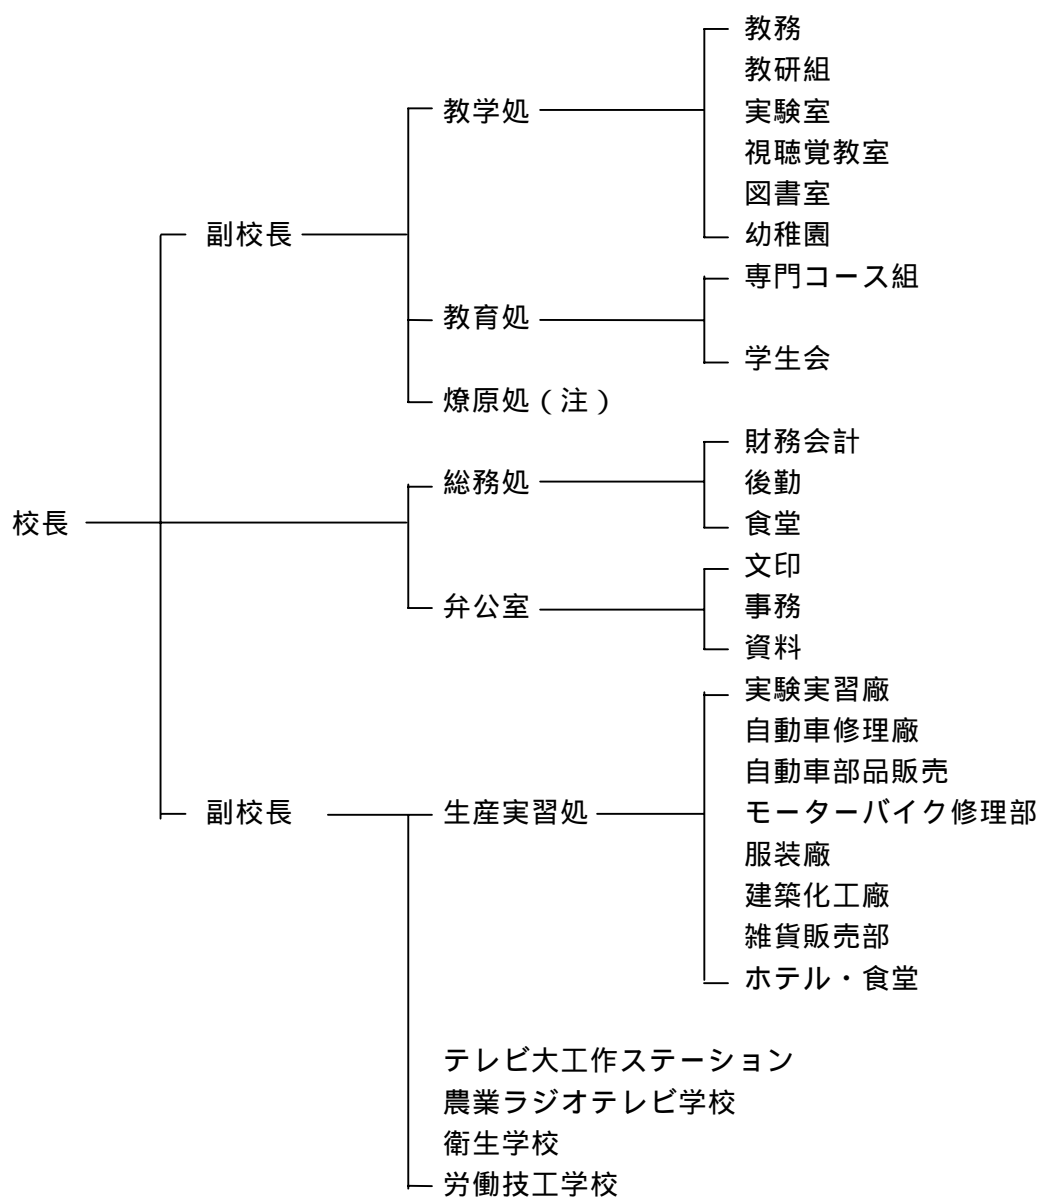 教務
教研組
教学処
実験室
視聴覚教室
図書室
副校長
幼稚園
専門コース組
教育処
学生会
燎原処（注）
財務会計
総務処
後勤
校長
食堂
文印
弁公室
事務
資料
実験実習廠
自動車修理廠
自動車部品販売
副校長
生産実習処
モーターバイク修理部
服装廠
建築化工廠
雑貨販売部
ホテル・食堂
テレビ大工作ステーション
農業ラジオテレビ学校
衛生学校
労働技工学校